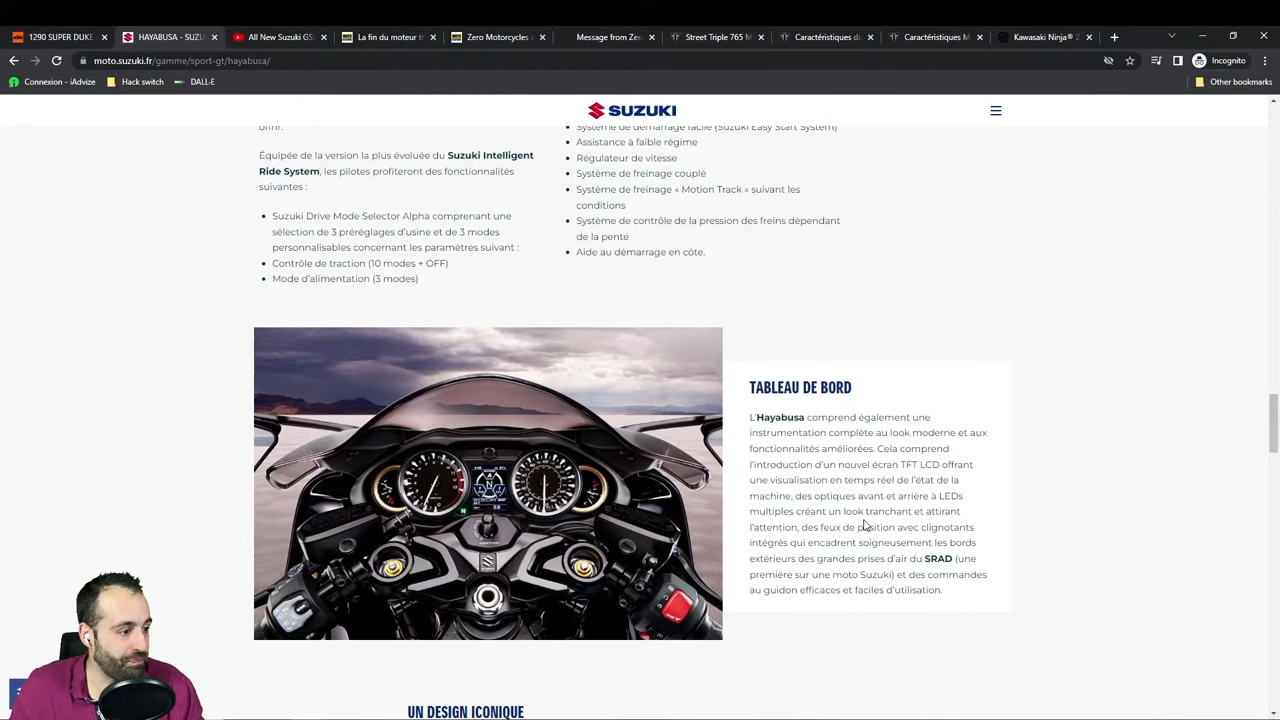 1290 SUPER DUKE
HAYABUSA - SUZU
All New Suzuki GS
La fin du moteur th
Zero Motorcycles
Message from Zero
Street Triple 765 M
Caractéristiques du
Caractéristiques M
Kawasaki Ninja® Z
moto.suzuki.fr/gamme/sport-gt/hayabusa/
Incognito
Connexion - iAdvize
Hack switch
DALL-E
Other bookmarks
SUZUKI
offrir.
Équipée de la version la plus évoluée du Suzuki Intelligent
Ride System, les pilotes profiteront des fonctionnalités
suivantes :
• Suzuki Drive Mode Selector Alpha comprenant une
sélection de 3 préréglages d'usine et de 3 modes
personnalisables concernant les paramètres suivant :
• Contrôle de traction (10 modes + OFF)
• Mode d'alimentation (3 modes)
• Système de démarrage facile (Suzuki Easy Start System)
• Assistance à faible régime
• Régulateur de vitesse
• Système de freinage couplé
• Système de freinage « Motion Track » suivant les
conditions
• Système de contrôle de la pression des freins dépendant
de la pente
• Aide au démarrage en côte.
TABLEAU DE BORD
L'Hayabusa comprend également une
instrumentation complète au look moderne et aux
fonctionnalités améliorées. Cela comprend
l'introduction d'un nouvel écran TFT LCD offrant
une visualisation en temps réel de l'état de la
machine, des optiques avant et arrière à LEDs
multiples créant un look tranchant et attirant
l'attention, des feux de position avec clignotants
intégrés qui encadrent soigneusement les bords
extérieurs des grandes prises d'air du SRAD (une
première sur une moto Suzuki) et des commandes
au guidon efficaces et faciles d'utilisation.
UN DESIGN ICONIQUE